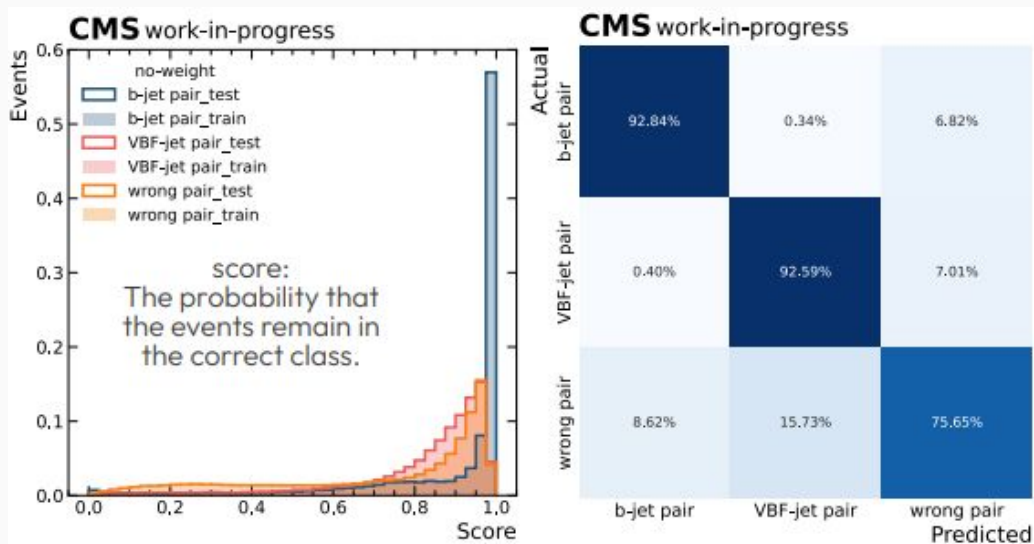 CMS work-in-progress
Events
0.6
0.5
0.4
0.3
0.2
0.1
0.0
no-weight
b-jet pair_test
b-jet pair_train
VBF-jet pair_test
VBF-jet pair_train
wrong pair_test
wrong pair_train
score:
The probability that
the events remain in
the correct class.
0.0 0.2 0.4 0.6 0.8 1.0
Score
CMS work-in-progress
Actual
b-jet pair
92.84% 0.34% 6.82%
VBF-jet pair
0.40% 92.59% 7.01%
wrong pair
8.62% 15.73% 75.65%
b-jet pair VBF-jet pair wrong pair
Predicted